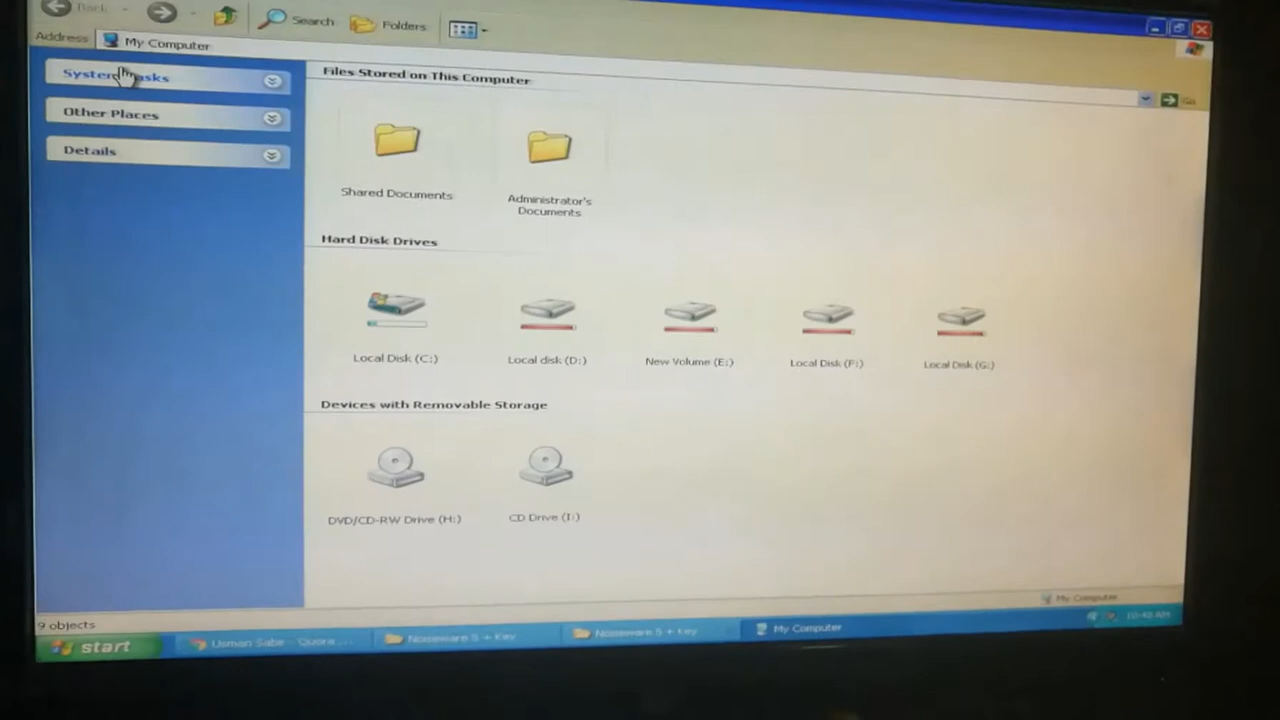 Back
Search
Folders
Address
My Computer
Go
System Tasks
Other Places
Details
Files Stored on This Computer
Shared Documents
Administrator's
Documents
Hard Disk Drives
Local Disk (C:)
Local disk (D:)
New Volume (E:)
Local Disk (F:)
Local Disk (G:)
Devices with Removable Storage
DVD/CD-RW Drive (H:)
CD Drive (I:)
9 objects
My Computer
start
Usman Sabe - Quora ...
Noiseware 5 + Key
Noiseware 5 + Key
My Computer